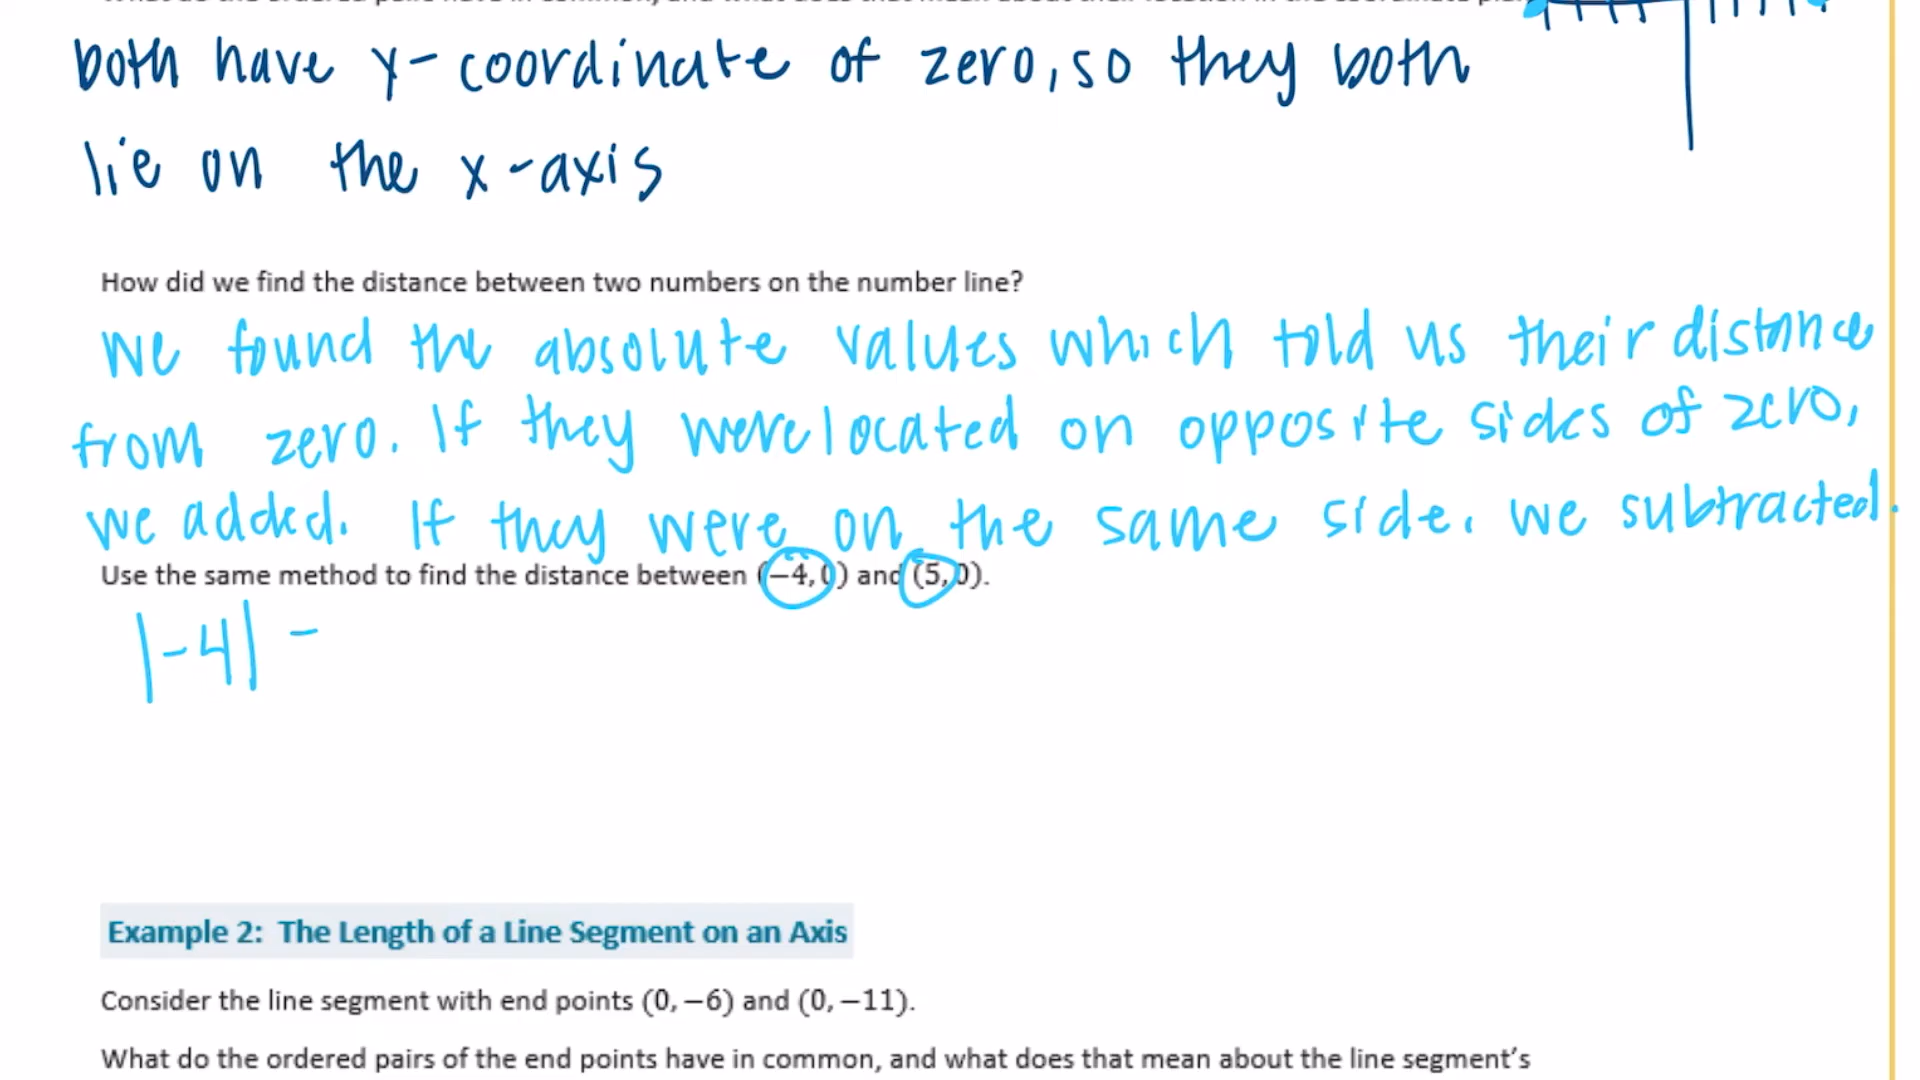 both have y-coordinate of zero, so they both
lie on the x-axis
How did we find the distance between two numbers on the number line?
we found the absolute values which told us their distance
from zero. If they were located on opposite sides of zero,
we added. If they were on the same side. we subtracted.
Use the same method to find the distance between (−4, 0) and (5, 0).
|-4| -
Example 2: The Length of a Line Segment on an Axis
Consider the line segment with end points (0, −6) and (0, −11).
What do the ordered pairs of the end points have in common, and what does that mean about the line segment's